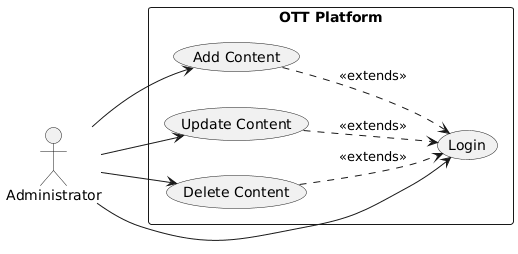 OTT Platform
Add Content
«extends»
Update Content
«extends»
Login
«extends»
Delete Content
Administrator